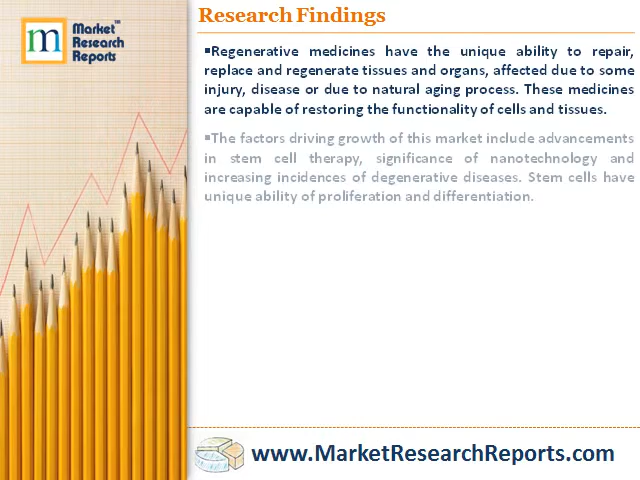 m
Market™
Research
Reports
Research Findings
▪Regenerative medicines have the unique ability to repair,
replace and regenerate tissues and organs, affected due to some
injury, disease or due to natural aging process. These medicines
are capable of restoring the functionality of cells and tissues.
▪The factors driving growth of this market include advancements
in stem cell therapy, significance of nanotechnology and
increasing incidences of degenerative diseases. Stem cells have
unique ability of proliferation and differentiation.
www.MarketResearchReports.com